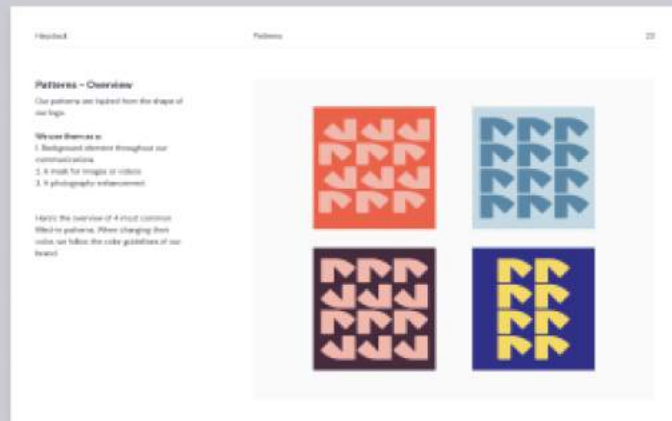 Heyday
Patterns
23
Patterns – Overview
Our patterns are inspired from the shape of
our logo.
We use them as a:
1. Background element throughout our
communications.
2. A mask for images or videos
3. A photography enhancement
Here's the overview of 4 most common
filled-in patterns. When changing their
color, we follow the color guidelines of our
brand.